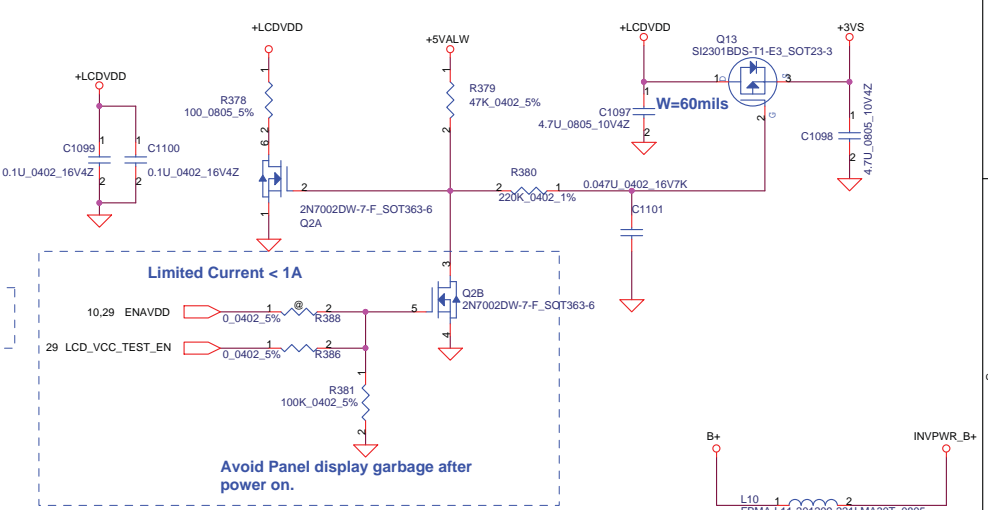 +LCDVDD
+5VALW
+LCDVDD
+3VS
Q13
SI2301BDS-T1-E3_SOT23-3
+LCDVDD
1
R378
100_0805_5%
2
6
1
R379
47K_0402_5%
2
1
D
S
3
2
G
W=60mils
1
C1097
4.7U_0805_10V4Z
2
1
C1098
4.7U_0805_10V4Z
2
1
C1099
0.1U_0402_16V4Z
2
1
C1100
0.1U_0402_16V4Z
2
2
1
2N7002DW-7-F_SOT363-6
Q2A
R380
2
1
220K_0402_1%
0.047U_0402_16V7K
C1101
Limited Current < 1A
3
Q2B
2N7002DW-7-F_SOT363-6
5
4
10,29 ENAVDD
1
@
2
0_0402_5%
R388
29 LCD_VCC_TEST_EN
1
2
0_0402_5%
R386
1
R381
100K_0402_5%
2
Avoid Panel display garbage after
power on.
B+
INVPWR_B+
L10
1
2